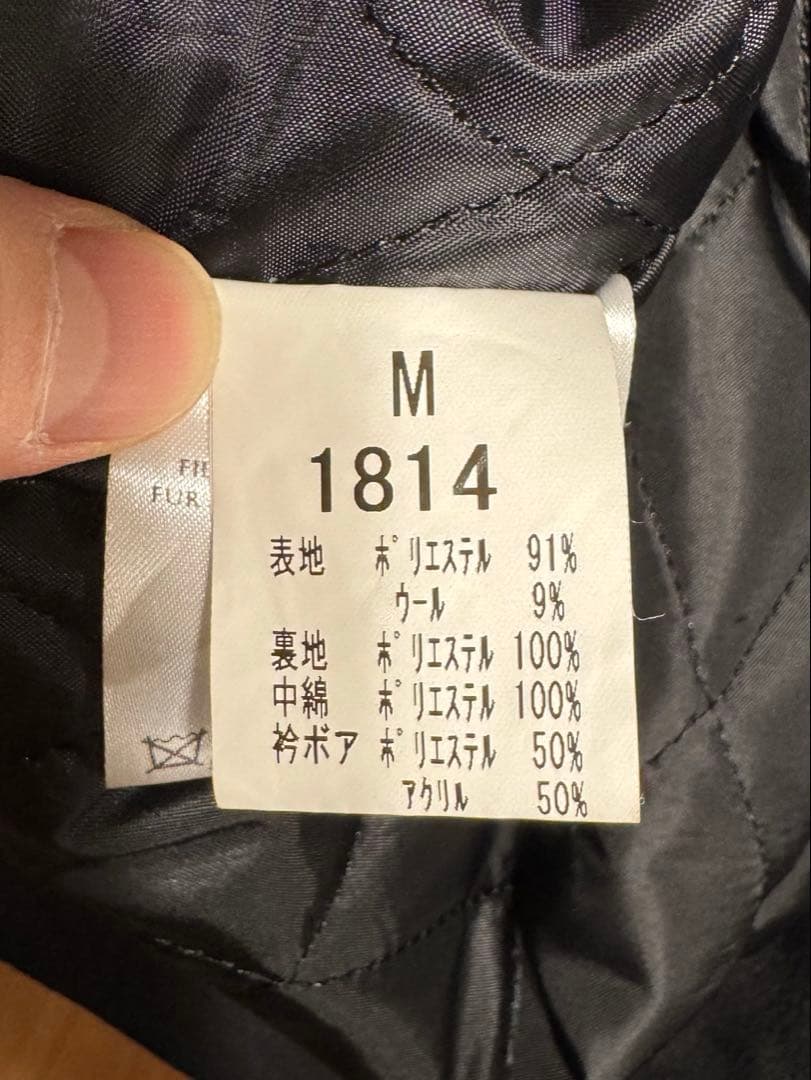 M
1814
表地 ポリエステル 91%
ウール 9%
裏地 ポリエステル 100%
中綿 ポリエステル 100%
衿ボア ポリエステル 50%
アクリル 50%
FUR